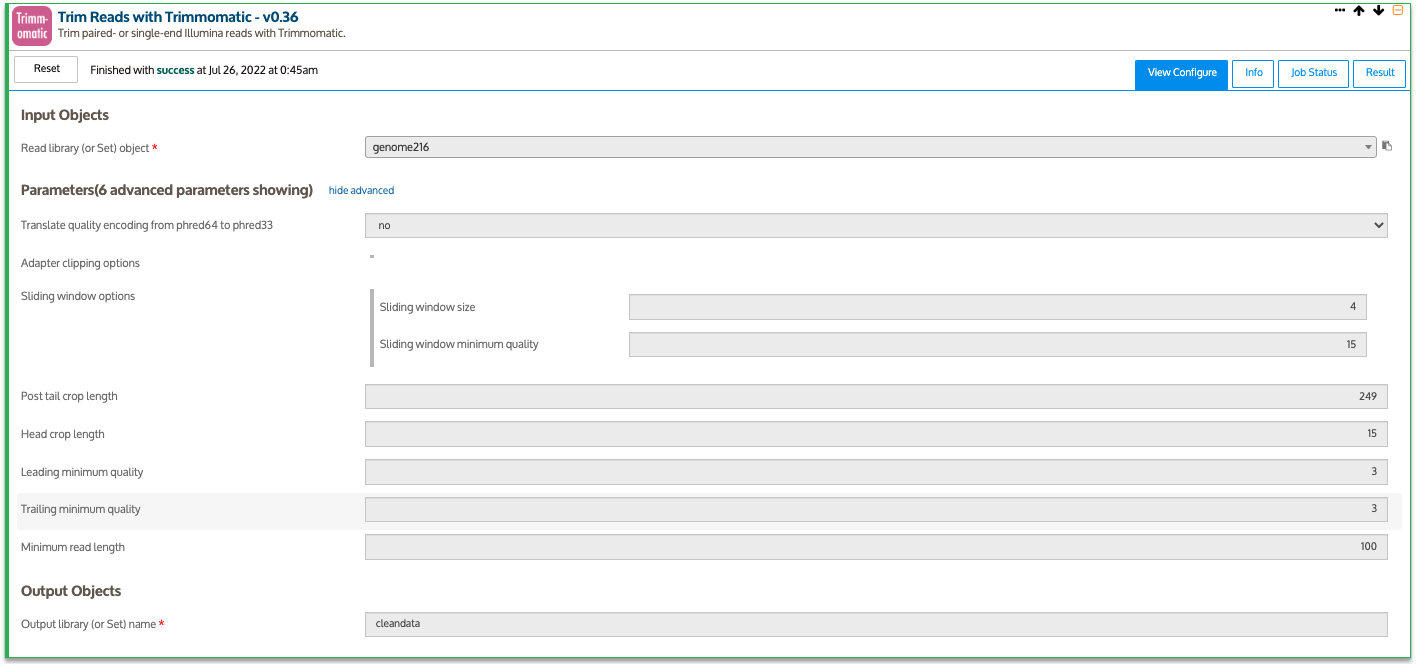 Trimm-
omatic
Trim Reads with Trimmomatic - v0.36
Trim paired- or single-end Illumina reads with Trimmomatic.
Reset
Finished with success at Jul 26, 2022 at 0:45am
View Configure
Info
Job Status
Result
Input Objects
Read library (or Set) object *
genome216
Parameters(6 advanced parameters showing) hide advanced
Translate quality encoding from phred64 to phred33
no
Adapter clipping options
Sliding window options
Sliding window size
4
Sliding window minimum quality
15
Post tail crop length
249
Head crop length
15
Leading minimum quality
3
Trailing minimum quality
3
Minimum read length
100
Output Objects
Output library (or Set) name *
cleandata